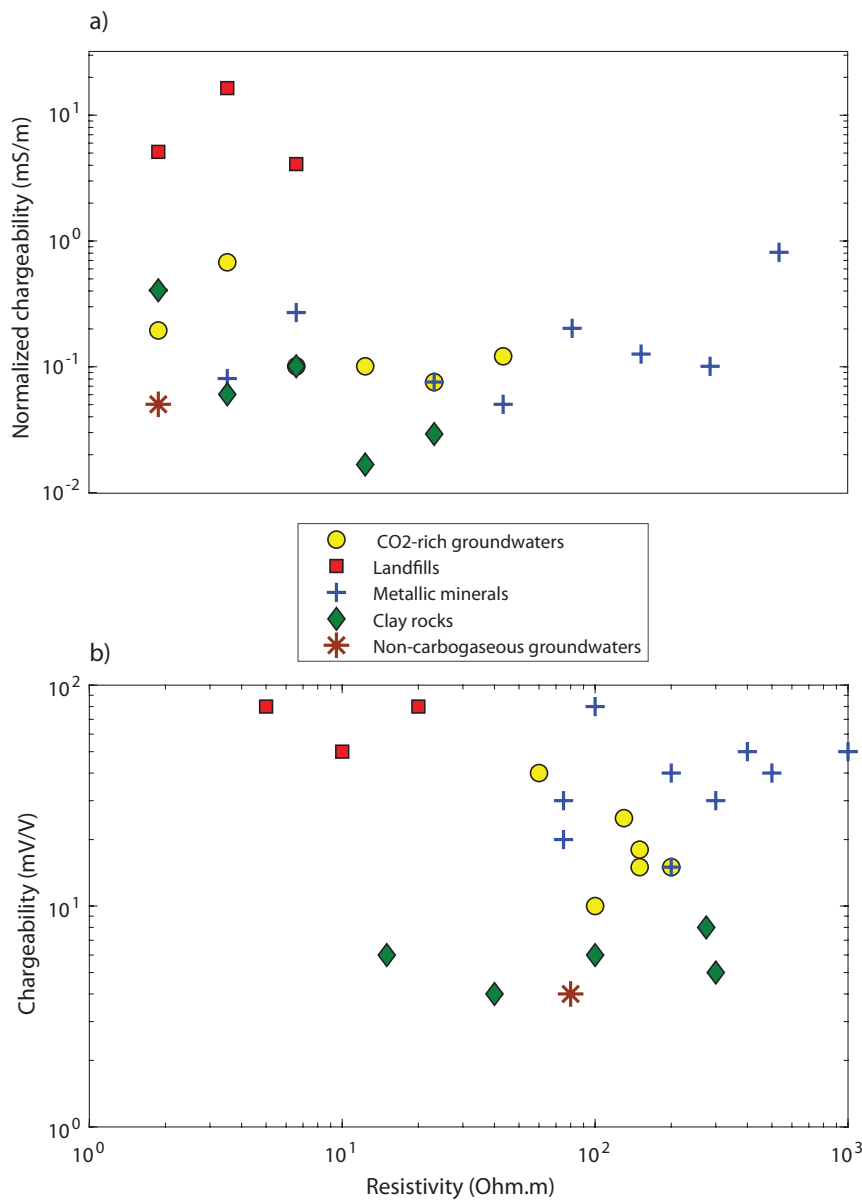 a)
Normalized chargeability (mS/m)
10^1
10^0
10^-1
10^-2
CO2-rich groundwaters
Landfills
Metallic minerals
Clay rocks
Non-carbogaseous groundwaters
b)
Chargeability (mV/V)
10^2
10^1
10^0
10^0 10^1 10^2 10^3
Resistivity (Ohm.m)